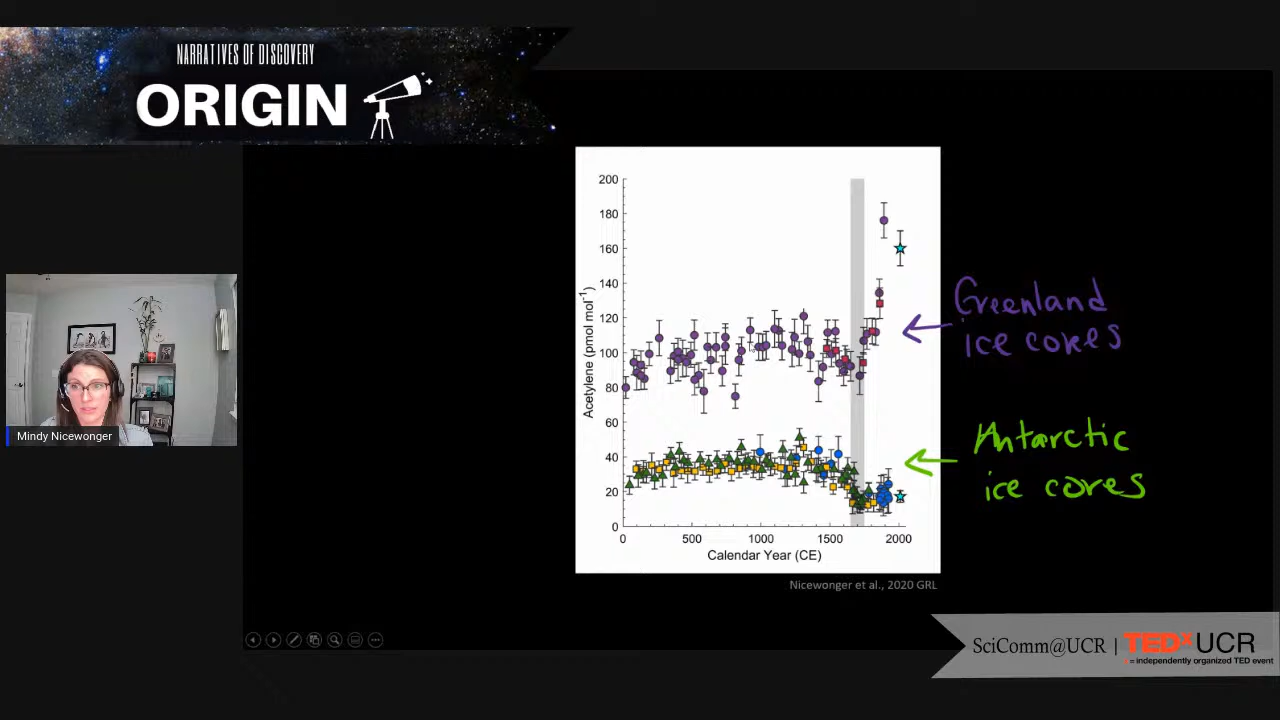 NARRATIVES OF DISCOVERY
ORIGIN
200
180
160
140
120
100
80
60
40
20
0
Acetylene (pmol mol⁻¹)
0 500 1000 1500 2000
Calendar Year (CE)
Greenland
ice cores
Antarctic
ice cores
Nicewonger et al., 2020 GRL
Mindy Nicewonger
SciComm@UCR | TEDxUCR
x = independently organized TED event